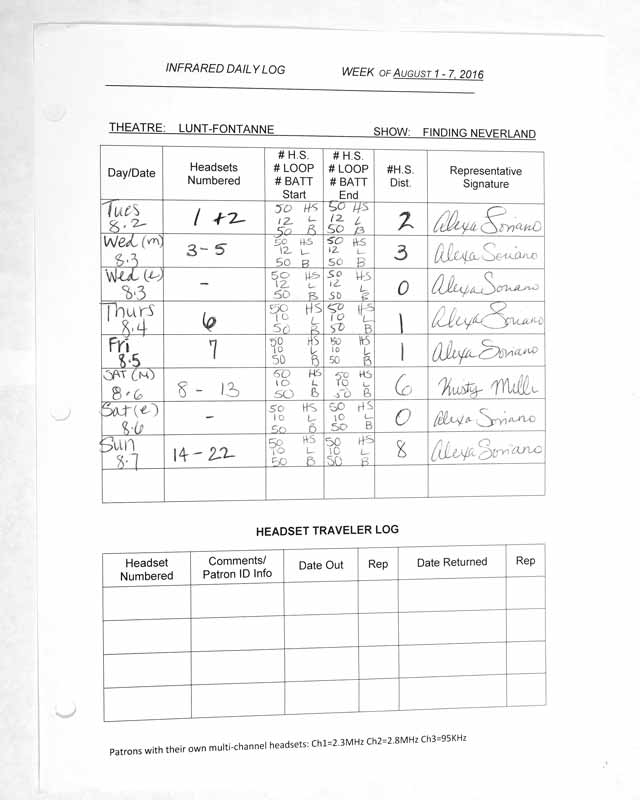 INFRARED DAILY LOG WEEK OF AUGUST 1 - 7, 2016
THEATRE: LUNT-FONTANNE SHOW: FINDING NEVERLAND
Day/Date Headsets Numbered # H.S. # LOOP # BATT Start # H.S. # LOOP # BATT End #H.S. Dist. Representative Signature
Tues 8.2 1 +2 50 HS 12 L 50 B 50 HS 12 L 50 B 2 Alexa Soriano
Wed (m) 8.3 3-5 50 HS 12 L 50 B 50 HS 12 L 50 B 3 Alexa Soriano
Wed (e) 8.3 - 50 HS 12 L 50 B 50 HS 12 L 50 B 0 Alexa Soriano
Thurs 8.4 6 50 HS 10 L 50 B 50 HS 10 L 50 B 1 Alexa Soriano
Fri 8.5 7 50 HS 10 L 50 B 50 HS 10 L 50 B 1 Alexa Soriano
SAT (M) 8.6 8 - 13 50 HS 10 L 50 B 50 HS 10 L 50 B 6 Krusty Mill
Sat (e) 8.6 - 50 HS 10 L 50 B 50 HS 10 L 50 B 0 Alexa Soriano
Sun 8.7 14-22 50 HS 10 L 50 B 50 HS 10 L 50 B 8 Alexa Soriano
HEADSET TRAVELER LOG
Headset Numbered Comments/ Patron ID Info Date Out Rep Date Returned Rep
Patrons with their own multi-channel headsets: Ch1=2.3MHz Ch2=2.8MHz Ch3=95KHz